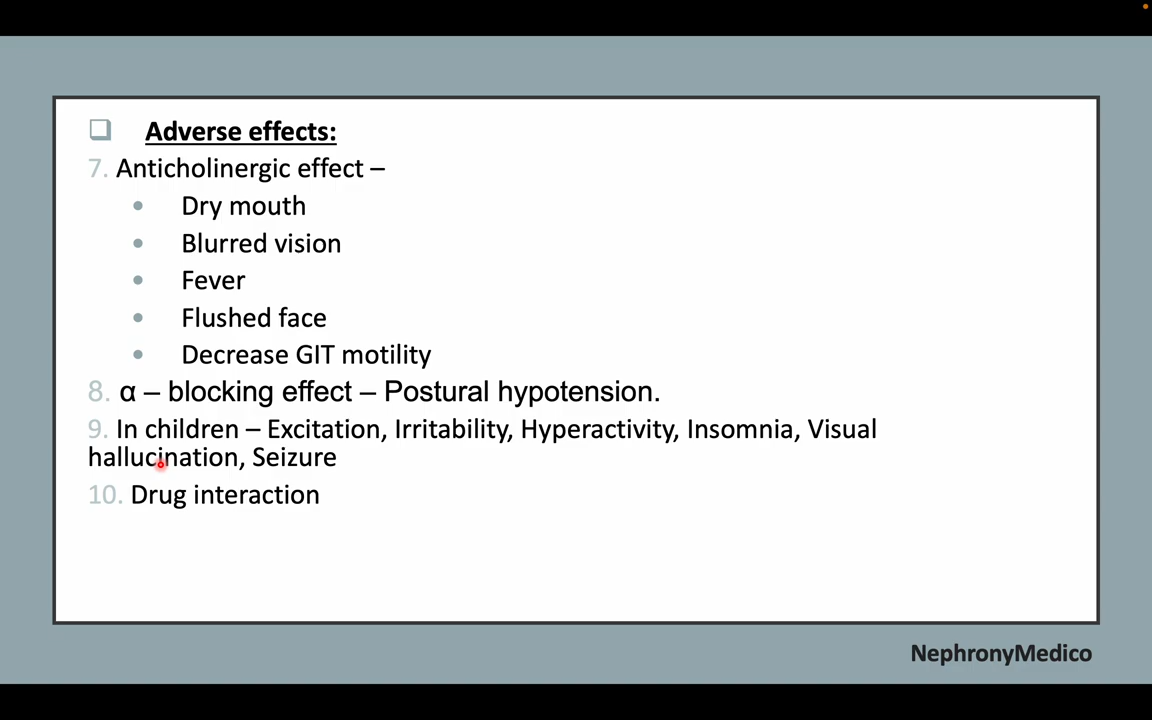 Adverse effects:
7. Anticholinergic effect –
• Dry mouth
• Blurred vision
• Fever
• Flushed face
• Decrease GIT motility
8. α – blocking effect – Postural hypotension.
9. In children – Excitation, Irritability, Hyperactivity, Insomnia, Visual
hallucination, Seizure
10. Drug interaction
NephronyMedico